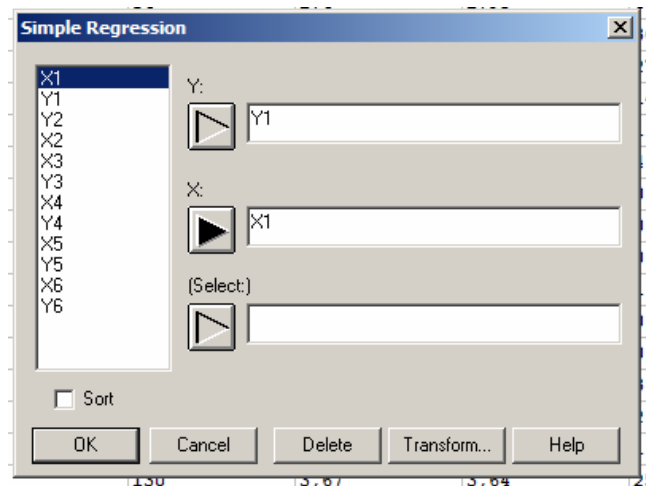 Simple Regression
X1
Y1
Y2
X2
X3
Y3
X4
Y4
X5
Y5
X6
Y6
Y:
Y1
X:
X1
(Select:)
Sort
OK Cancel Delete Transform... Help